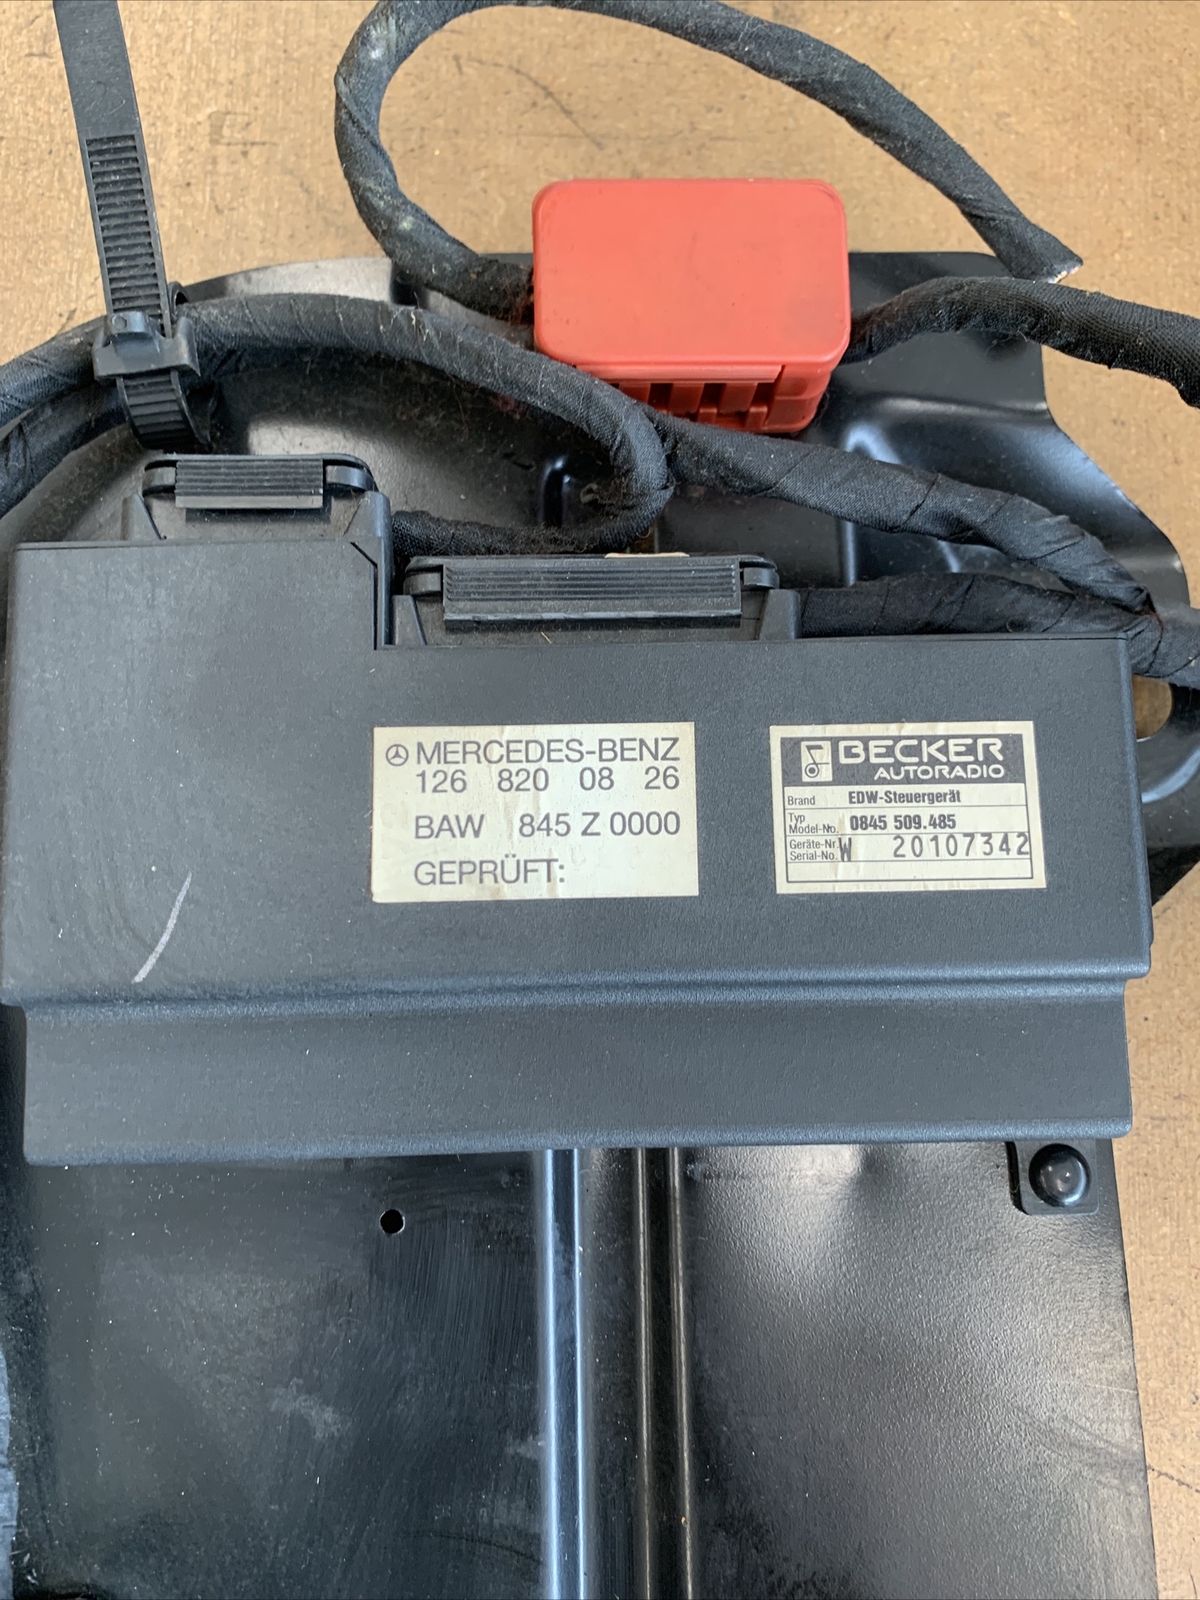 MERCEDES-BENZ
126 820 08 26
BAW 845 Z 0000
GEPRÜFT:
BECKER
AUTORADIO
Brand EDW-Steuergerät
Typ
Model-No. 0845 509.485
Geräte-Nr.
Serial-No. W 20107342